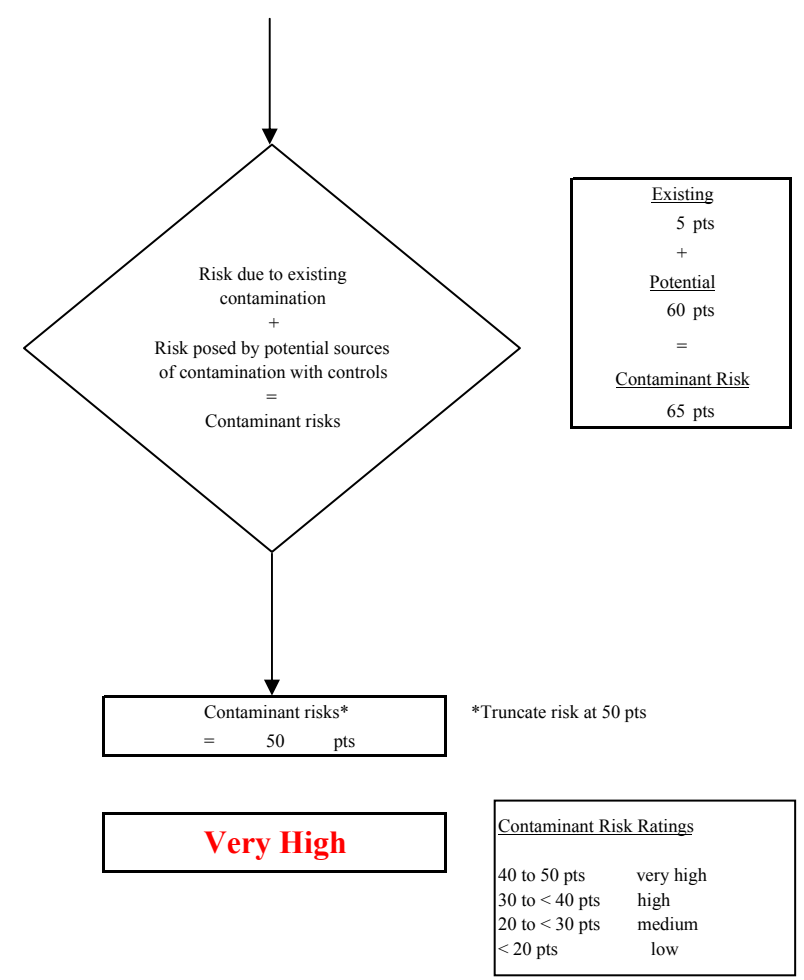 Risk due to existing
contamination
+
Risk posed by potential sources
of contamination with controls
=
Contaminant risks
Existing
5 pts
+
Potential
60 pts
=
Contaminant Risk
65 pts
Contaminant risks*
= 50 pts
*Truncate risk at 50 pts
Very High
Contaminant Risk Ratings
40 to 50 pts very high
30 to < 40 pts high
20 to < 30 pts medium
< 20 pts low